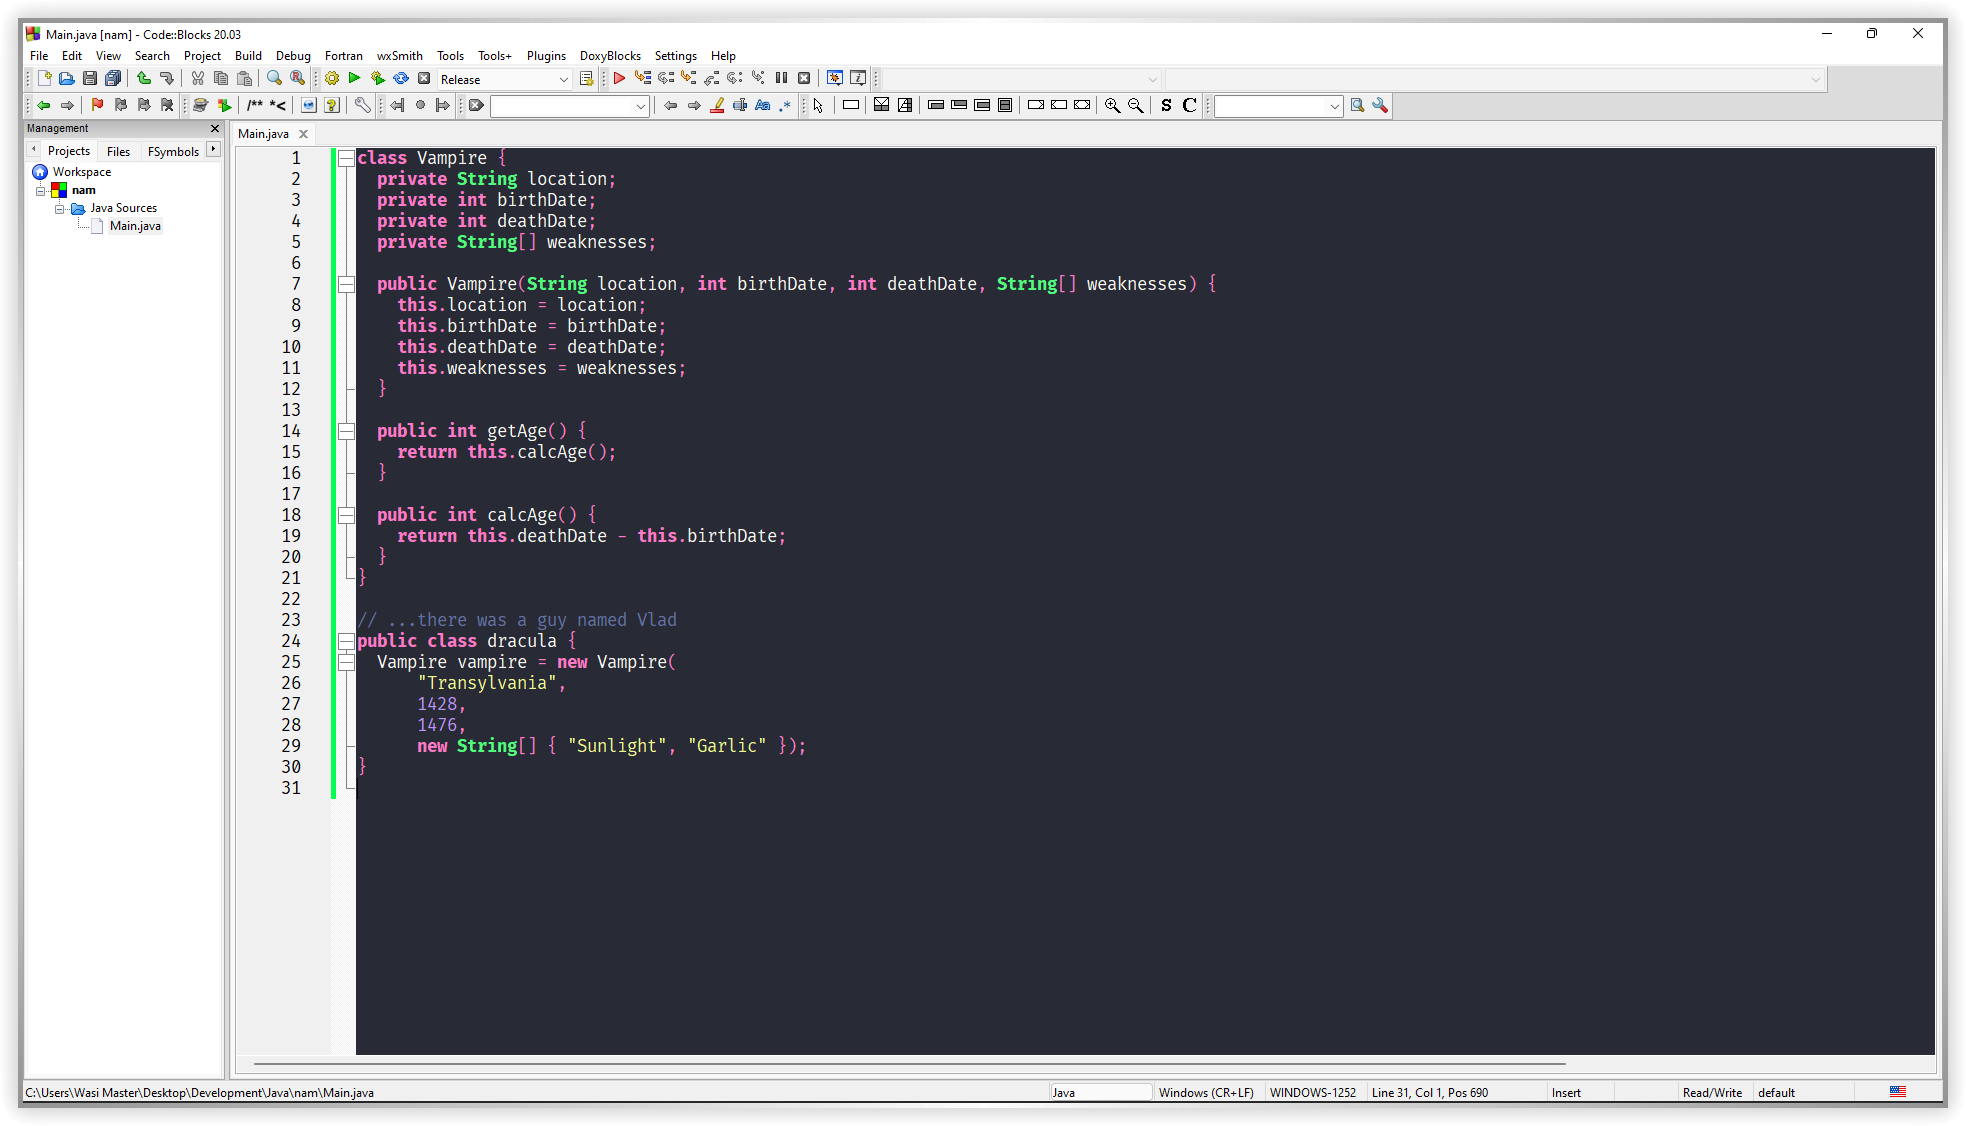 Main.java [nam] - Code::Blocks 20.03
File Edit View Search Project Build Debug Fortran wxSmith Tools Tools+ Plugins DoxyBlocks Settings Help
Release
/** *< Aa .* S C
Management
Main.java
Projects Files FSymbols
Workspace
nam
Java Sources
Main.java
1 class Vampire {
2 private String location;
3 private int birthDate;
4 private int deathDate;
5 private String[] weaknesses;
6
7 public Vampire(String location, int birthDate, int deathDate, String[] weaknesses) {
8 this.location = location;
9 this.birthDate = birthDate;
10 this.deathDate = deathDate;
11 this.weaknesses = weaknesses;
12 }
13
14 public int getAge() {
15 return this.calcAge();
16 }
17
18 public int calcAge() {
19 return this.deathDate - this.birthDate;
20 }
21 }
22
23 // ...there was a guy named Vlad
24 public class dracula {
25 Vampire vampire = new Vampire(
26 "Transylvania",
27 1428,
28 1476,
29 new String[] { "Sunlight", "Garlic" });
30 }
31
C:\Users\Wasi Master\Desktop\Development\Java\nam\Main.java Java Windows (CR+LF) WINDOWS-1252 Line 31, Col 1, Pos 690 Insert Read/Write default